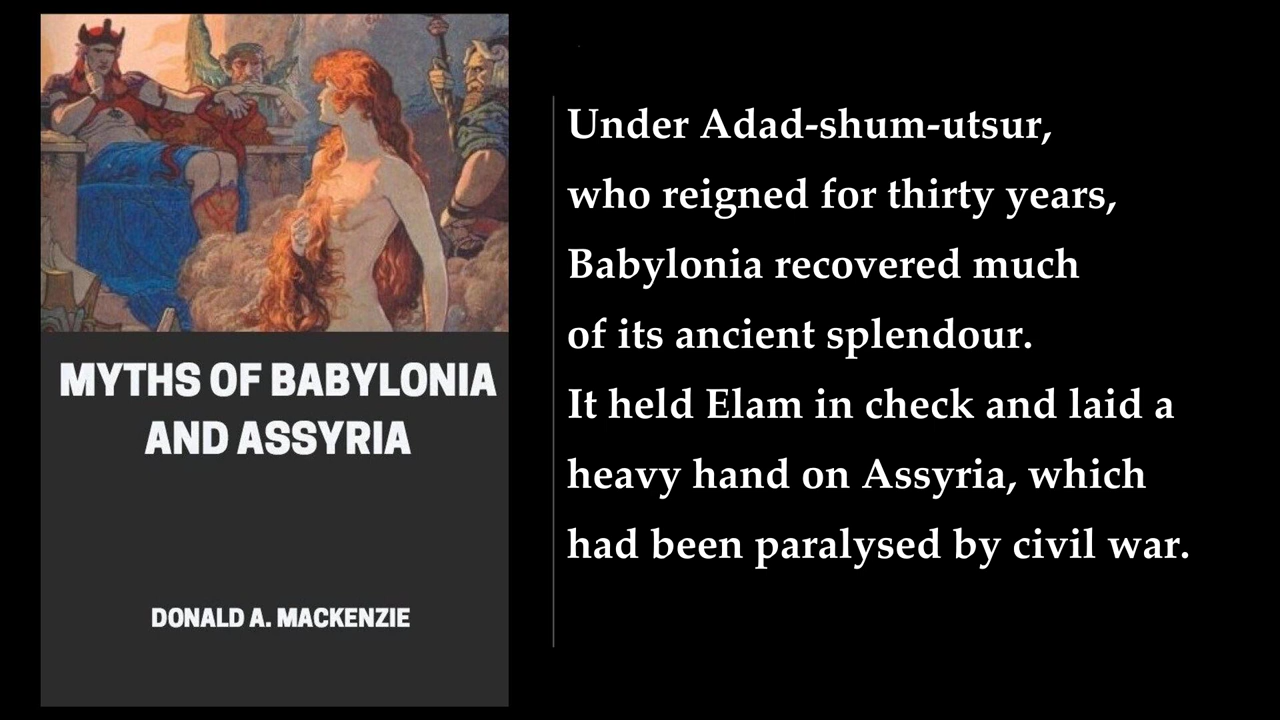 MYTHS OF BABYLONIA
AND ASSYRIA
DONALD A. MACKENZIE
Under Adad-shum-utsur,
who reigned for thirty years,
Babylonia recovered much
of its ancient splendour.
It held Elam in check and laid a
heavy hand on Assyria, which
had been paralysed by civil war.